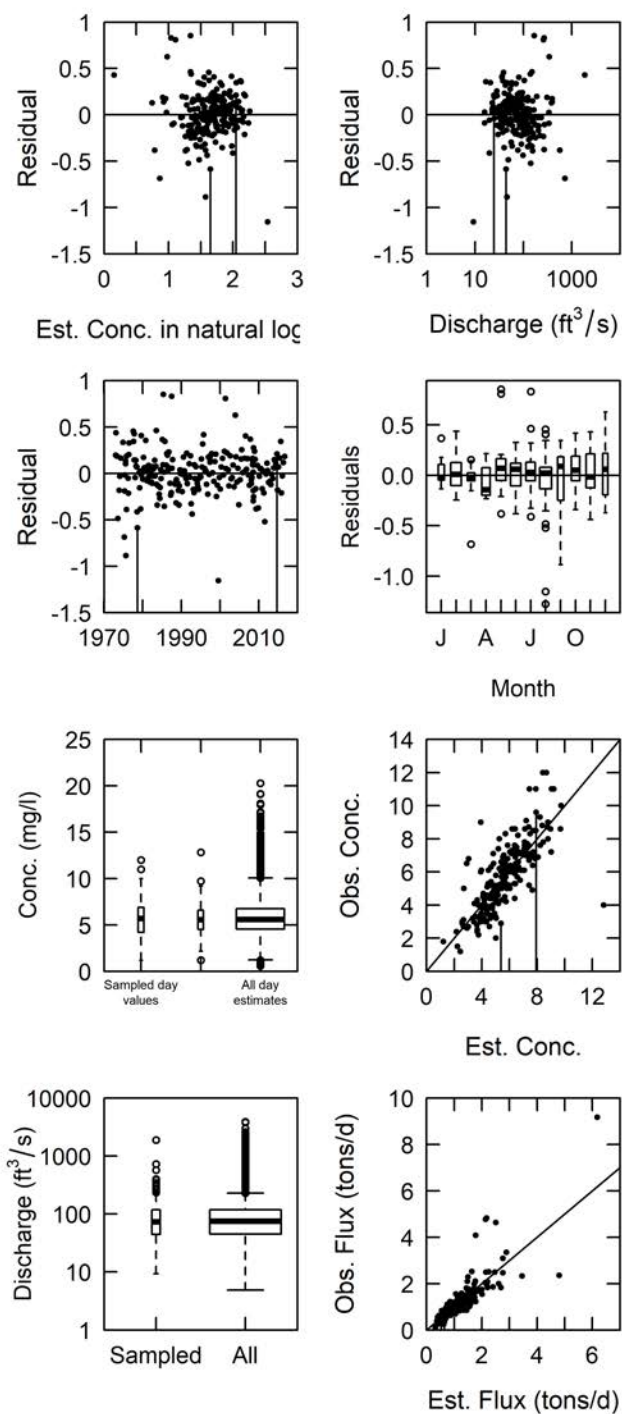 1
0.5
0
-0.5
-1
-1.5
Residual
0 1 2 3
Est. Conc. in natural log
1
0.5
0
-0.5
-1
-1.5
Residual
1 10 1000
Discharge (ft³/s)
1
0.5
0
-0.5
-1
-1.5
Residual
1970 1990 2010
0.5
0.0
-1.0
Residuals
J A J O
Month
25
20
15
10
5
0
Conc. (mg/l)
Sampled day values
All day estimates
14
12
10
8
6
4
2
0
Obs. Conc.
0 4 8 12
Est. Conc.
10000
1000
100
10
1
Discharge (ft³/s)
Sampled All
10
8
6
4
2
0
Obs. Flux (tons/d)
0 2 4 6
Est. Flux (tons/d)